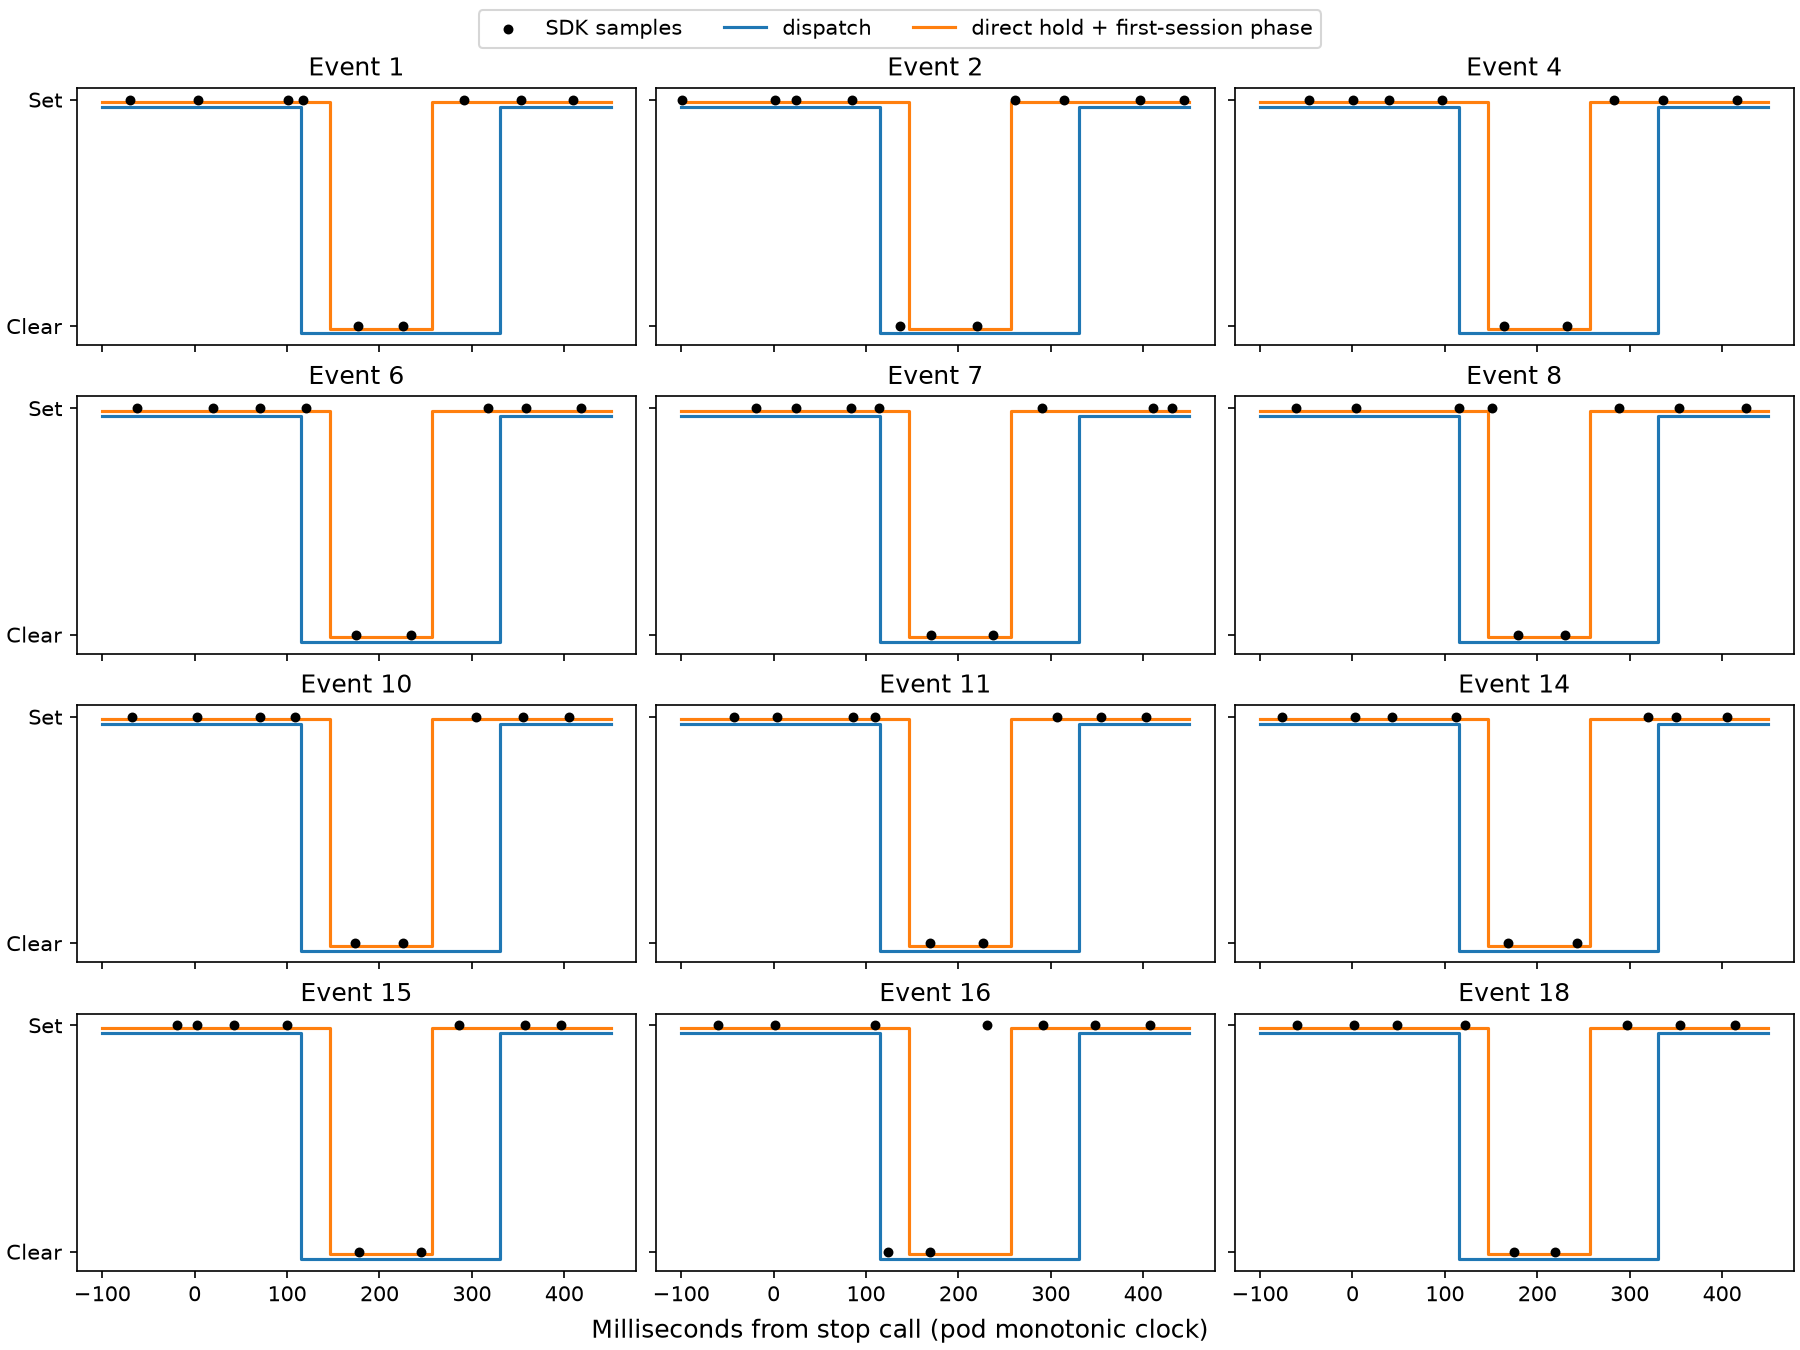 SDK samples dispatch direct hold + first-session phase
Event 1 Event 2 Event 4
Set
Clear
Event 6 Event 7 Event 8
Set
Clear
Event 10 Event 11 Event 14
Set
Clear
Event 15 Event 16 Event 18
Set
Clear
−100 0 100 200 300 400 −100 0 100 200 300 400 −100 0 100 200 300 400
Milliseconds from stop call (pod monotonic clock)